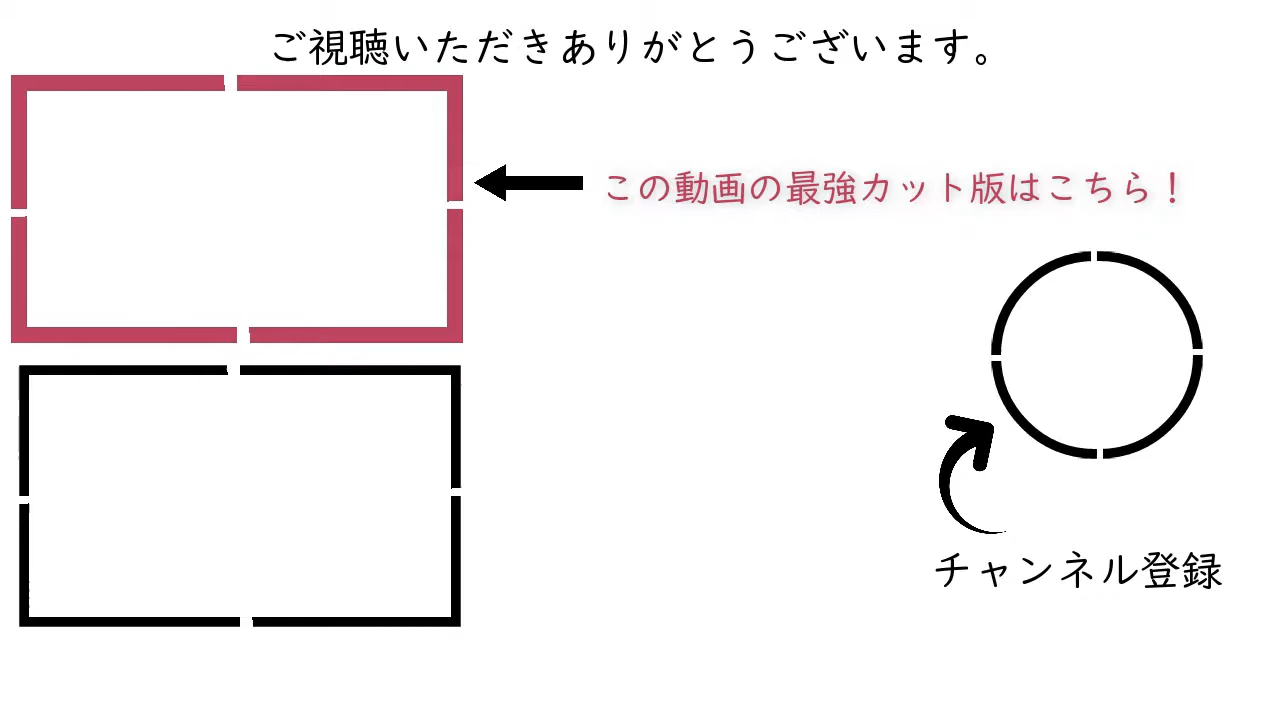 ご視聴いただきありがとうございます。
この動画の最強カット版はこちら！
チャンネル登録